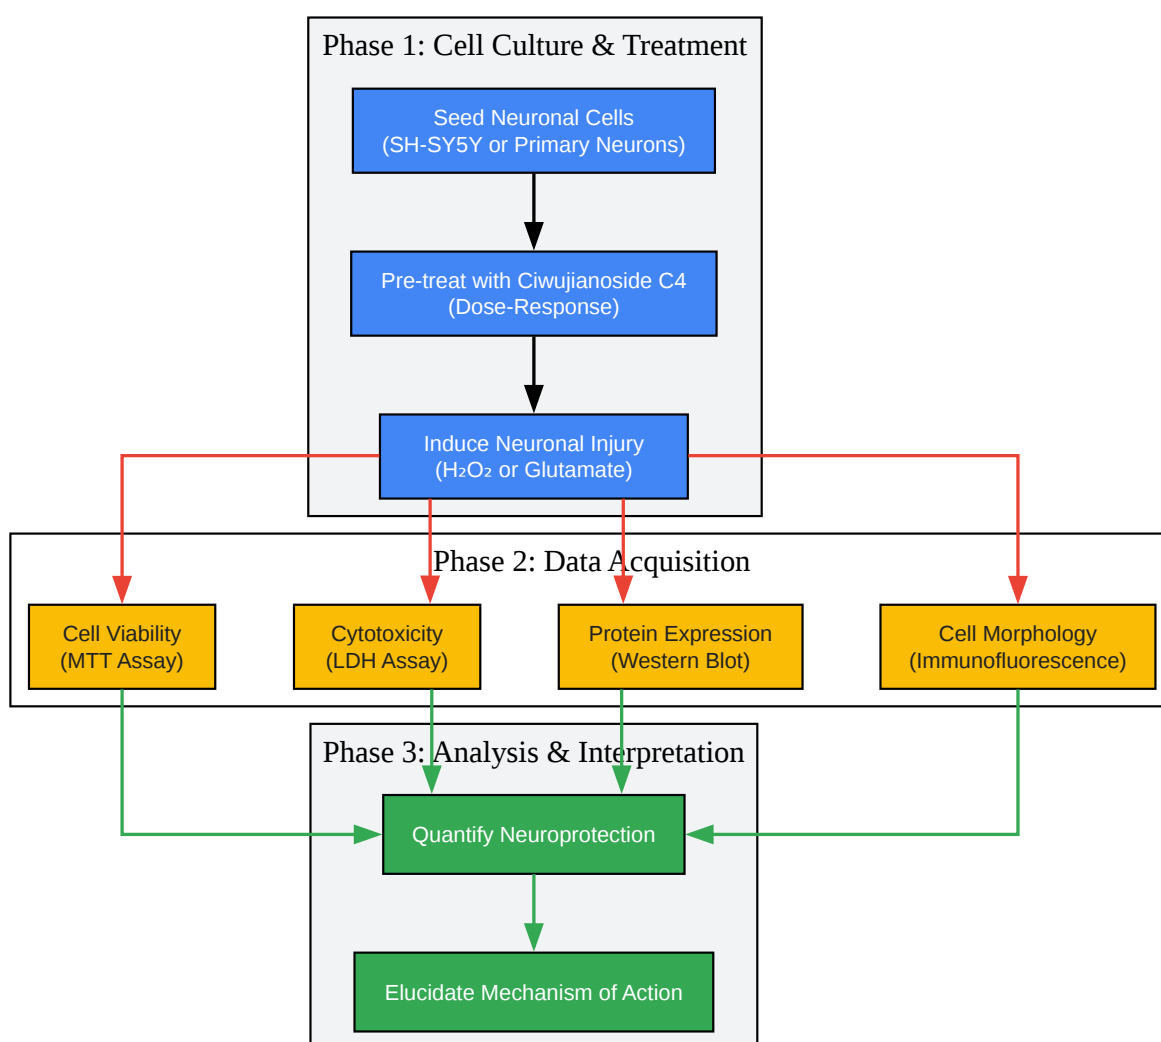 Phase 1: Cell Culture & Treatment
Seed Neuronal Cells
(SH-SY5Y or Primary Neurons)
Pre-treat with Ciwujianoside C4
(Dose-Response)
Induce Neuronal Injury
(H₂O₂ or Glutamate)
Phase 2: Data Acquisition
Cell Viability
(MTT Assay)
Cytotoxicity
(LDH Assay)
Protein Expression
(Western Blot)
Cell Morphology
(Immunofluorescence)
Phase 3: Analysis & Interpretation
Quantify Neuroprotection
Elucidate Mechanism of Action